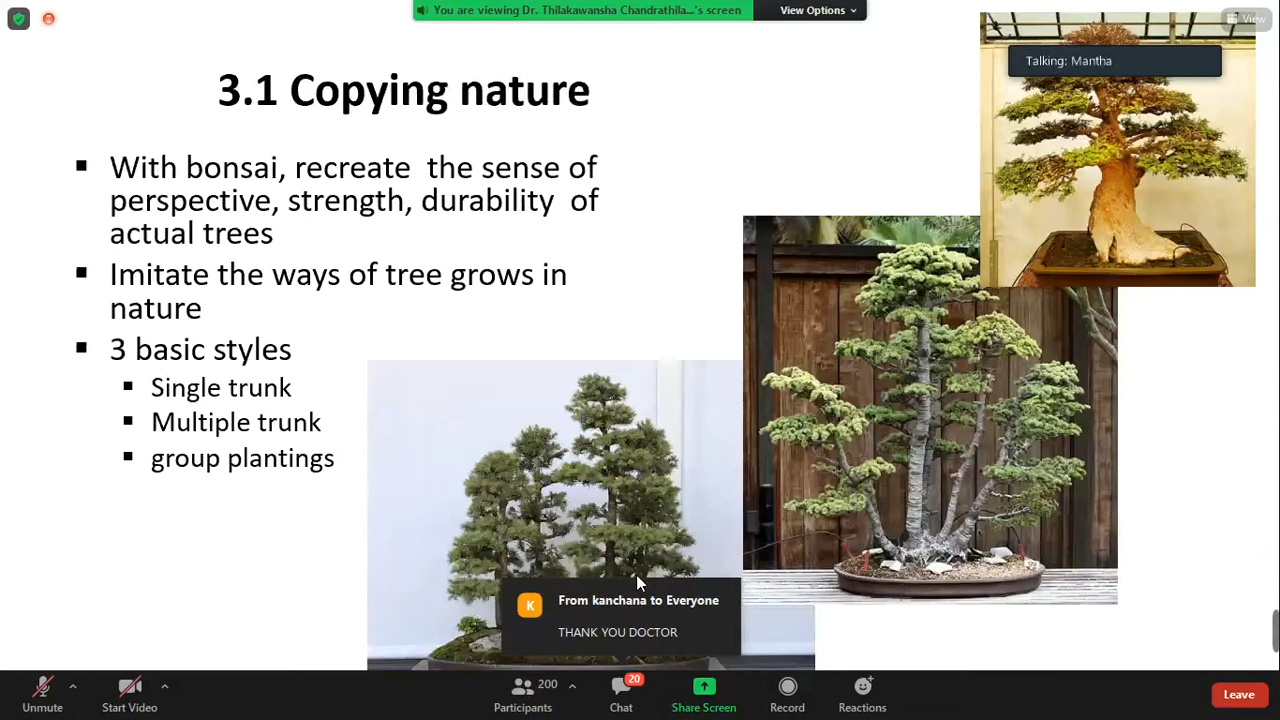 You are viewing Dr. Thilakawansha Chandrathila...'s screen
View Options
View
Talking: Mantha
3.1 Copying nature
With bonsai, recreate the sense of
perspective, strength, durability of
actual trees
Imitate the ways of tree grows in
nature
3 basic styles
Single trunk
Multiple trunk
group plantings
K
From kanchana to Everyone
THANK YOU DOCTOR
Unmute
Start Video
200
Participants
20
Chat
Share Screen
Record
Reactions
Leave